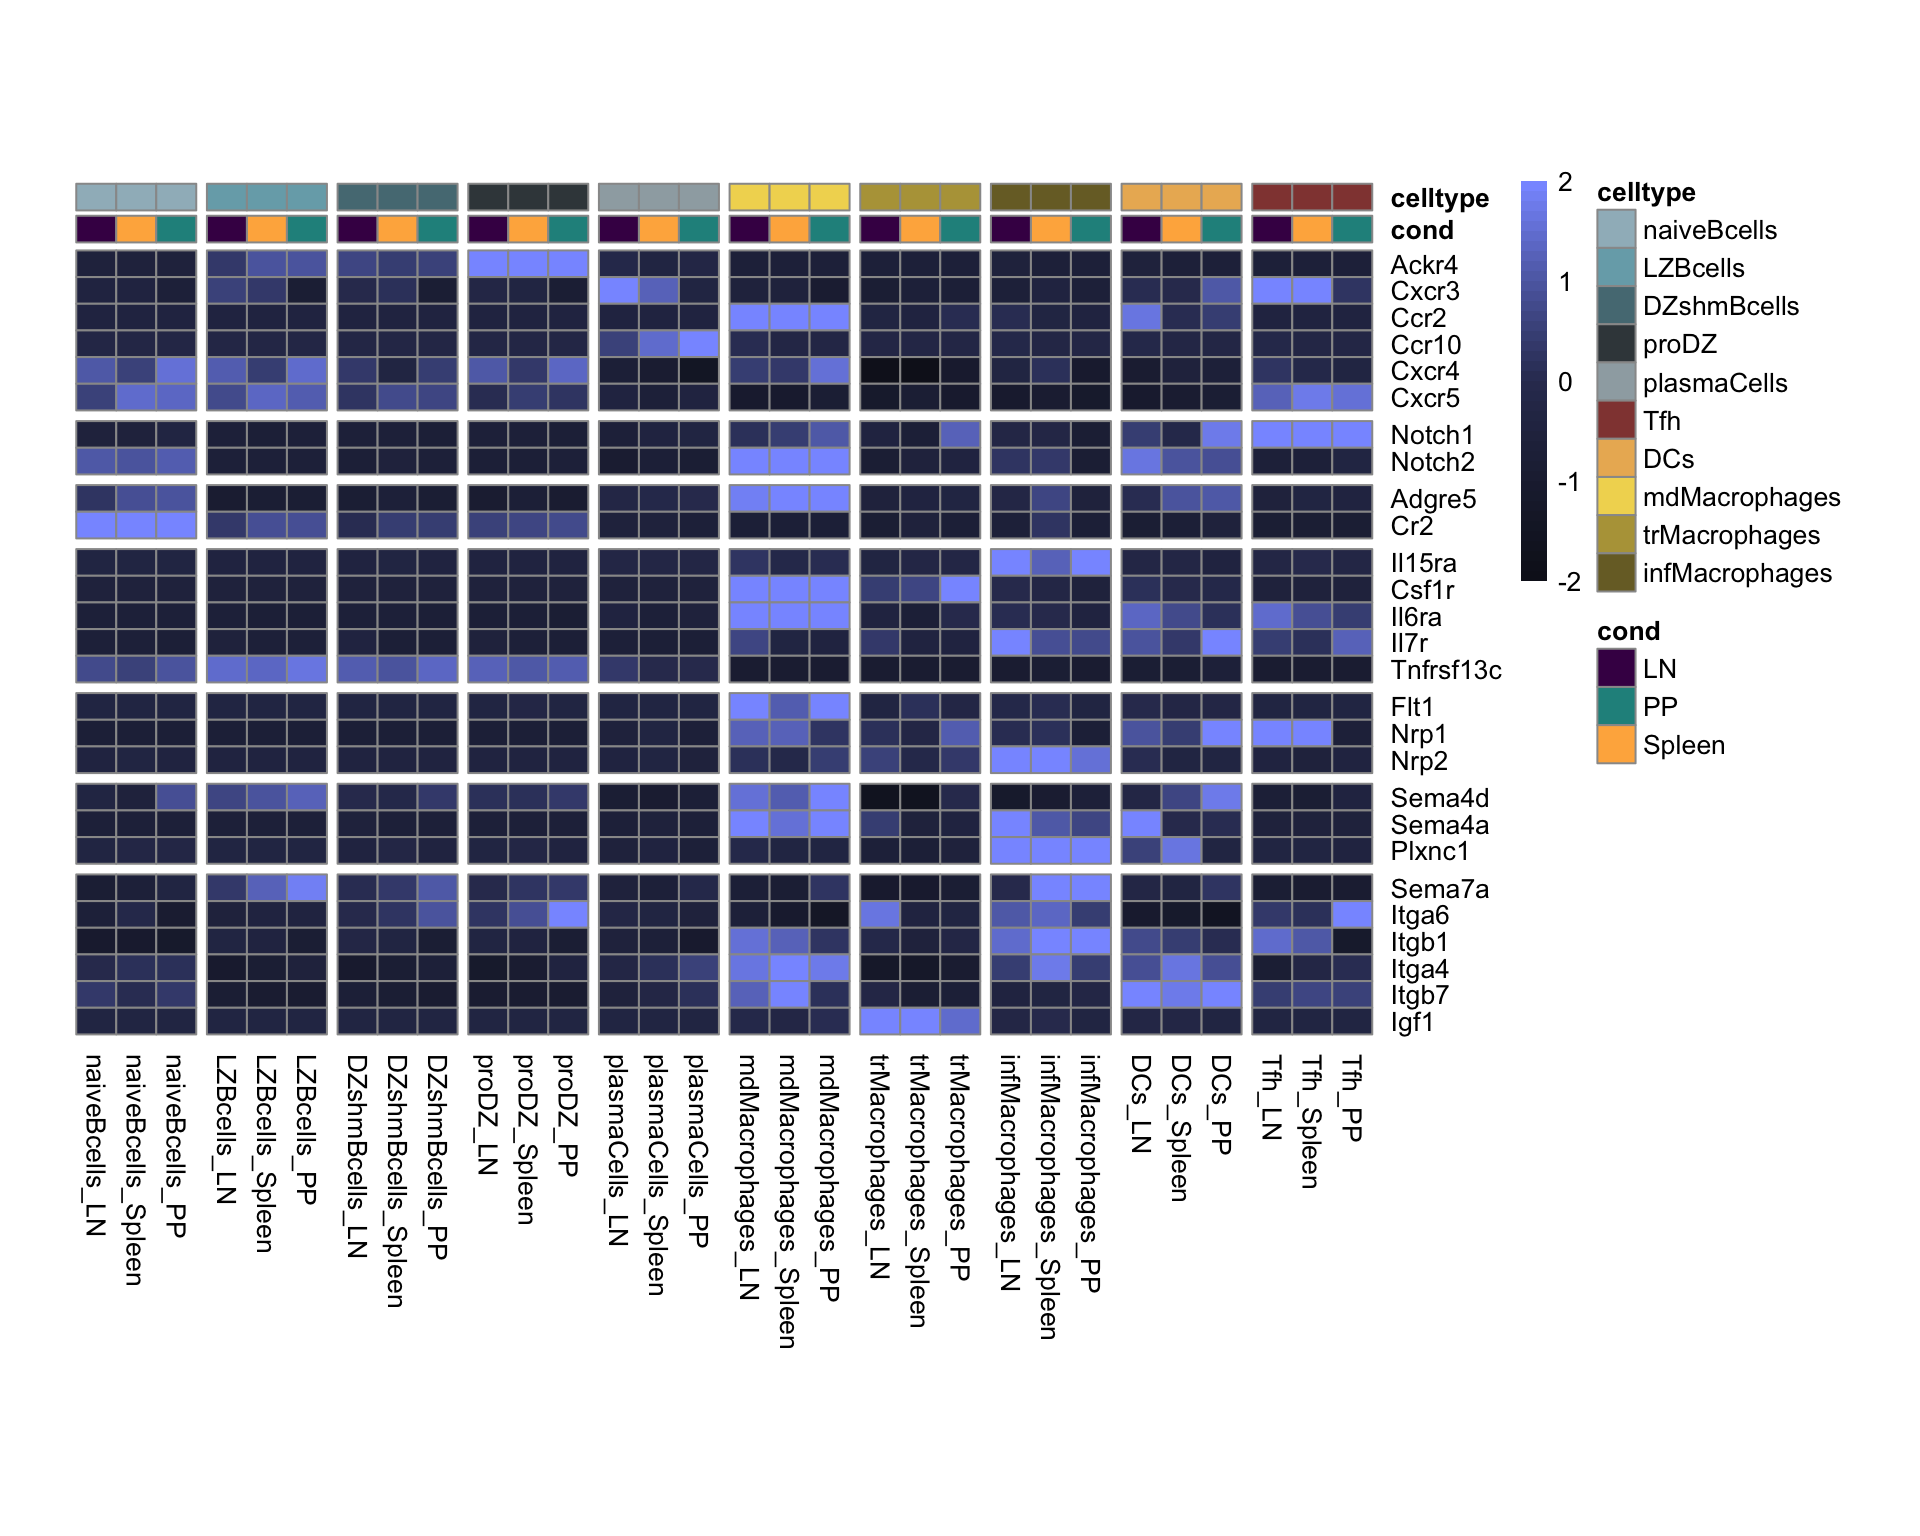 celltype
cond
Ackr4
Cxcr3
Ccr2
Ccr10
Cxcr4
Cxcr5
Notch1
Notch2
Adgre5
Cr2
Il15ra
Csf1r
Il6ra
Il7r
Tnfrsf13c
Flt1
Nrp1
Nrp2
Sema4d
Sema4a
Plxnc1
Sema7a
Itga6
Itgb1
Itga4
Itgb7
Igf1
naiveBcells_LN
naiveBcells_Spleen
naiveBcells_PP
LZBcells_LN
LZBcells_Spleen
LZBcells_PP
DZshmBcells_LN
DZshmBcells_Spleen
DZshmBcells_PP
proDZ_LN
proDZ_Spleen
proDZ_PP
plasmaCells_LN
plasmaCells_Spleen
plasmaCells_PP
mdMacrophages_LN
mdMacrophages_Spleen
mdMacrophages_PP
trMacrophages_LN
trMacrophages_Spleen
trMacrophages_PP
infMacrophages_LN
infMacrophages_Spleen
infMacrophages_PP
DCs_LN
DCs_Spleen
DCs_PP
Tfh_LN
Tfh_Spleen
Tfh_PP
2
1
0
-1
-2
celltype
naiveBcells
LZBcells
DZshmBcells
proDZ
plasmaCells
Tfh
DCs
mdMacrophages
trMacrophages
infMacrophages
cond
LN
PP
Spleen